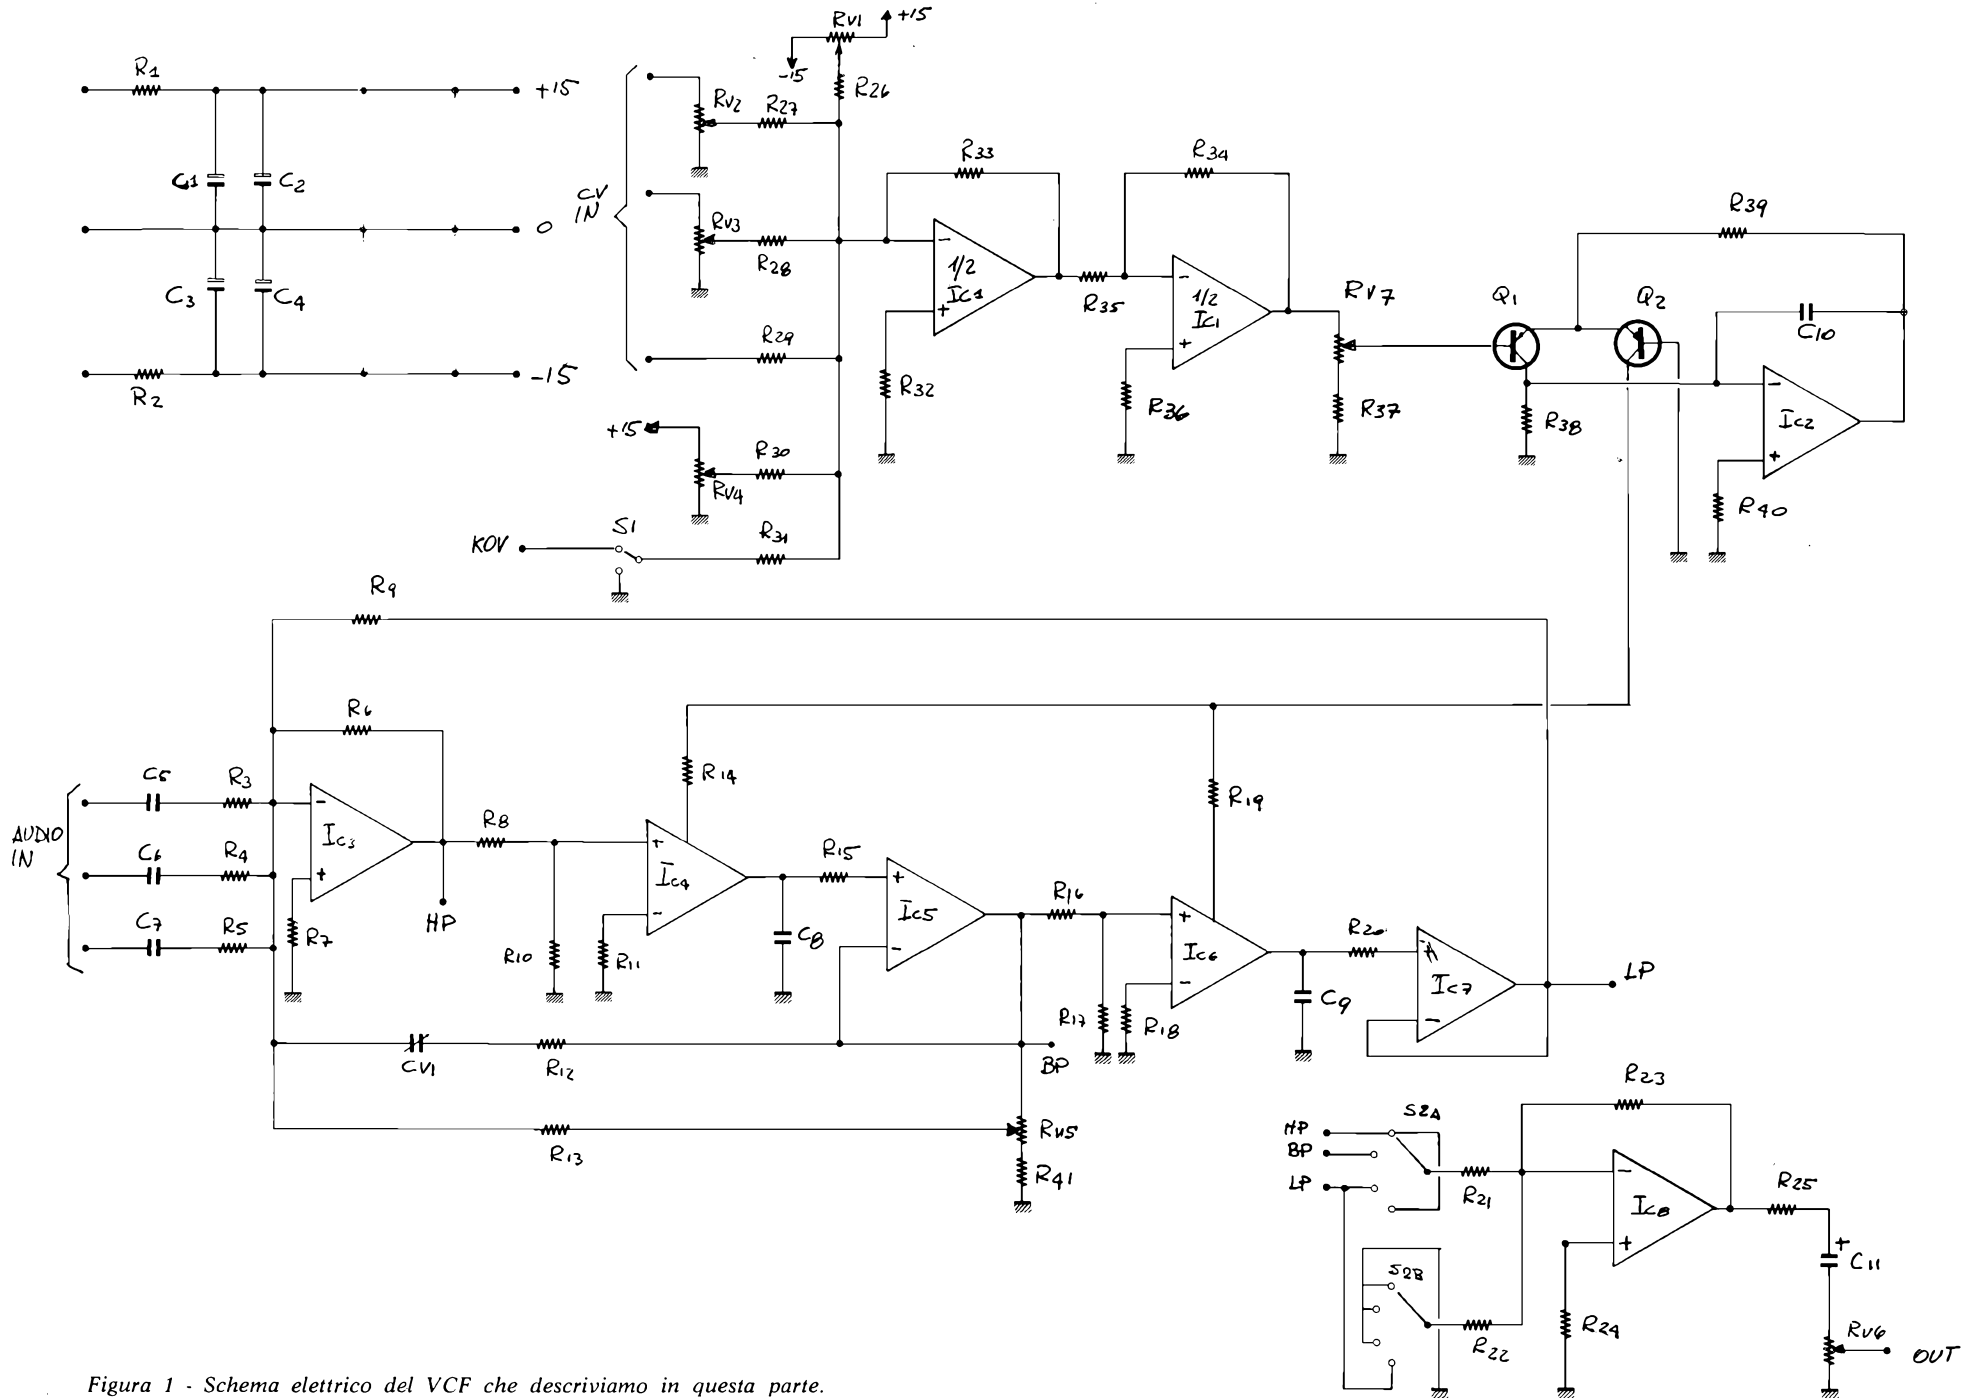 RV1
+15
-15
R26
R1
+15
C1
C2
0
C3
C4
R2
-15
CV
IN
RV2
R27
RV3
R28
R29
+15
R30
RV4
KOV
S1
R31
R33
-
1/2
IC1
+
R32
R35
R34
-
1/2
IC1
+
R36
RV7
R37
Q1
Q2
R39
C10
R38
-
IC2
+
R40
R9
R6
AUDIO
IN
C5
R3
C6
R4
C7
R5
-
IC3
+
R7
HP
R8
R10
R14
+
IC4
-
R11
R15
C8
+
IC5
-
R16
R17
R19
+
IC6
-
R18
R20
C9
IC7
-
LP
CV1
R12
BP
R13
RV5
R41
HP
BP
LP
S2A
R21
S2B
R22
R23
-
IC8
+
R24
R25
+
C11
RV6
OUT
Figura 1 - Schema elettrico del VCF che descriviamo in questa parte.